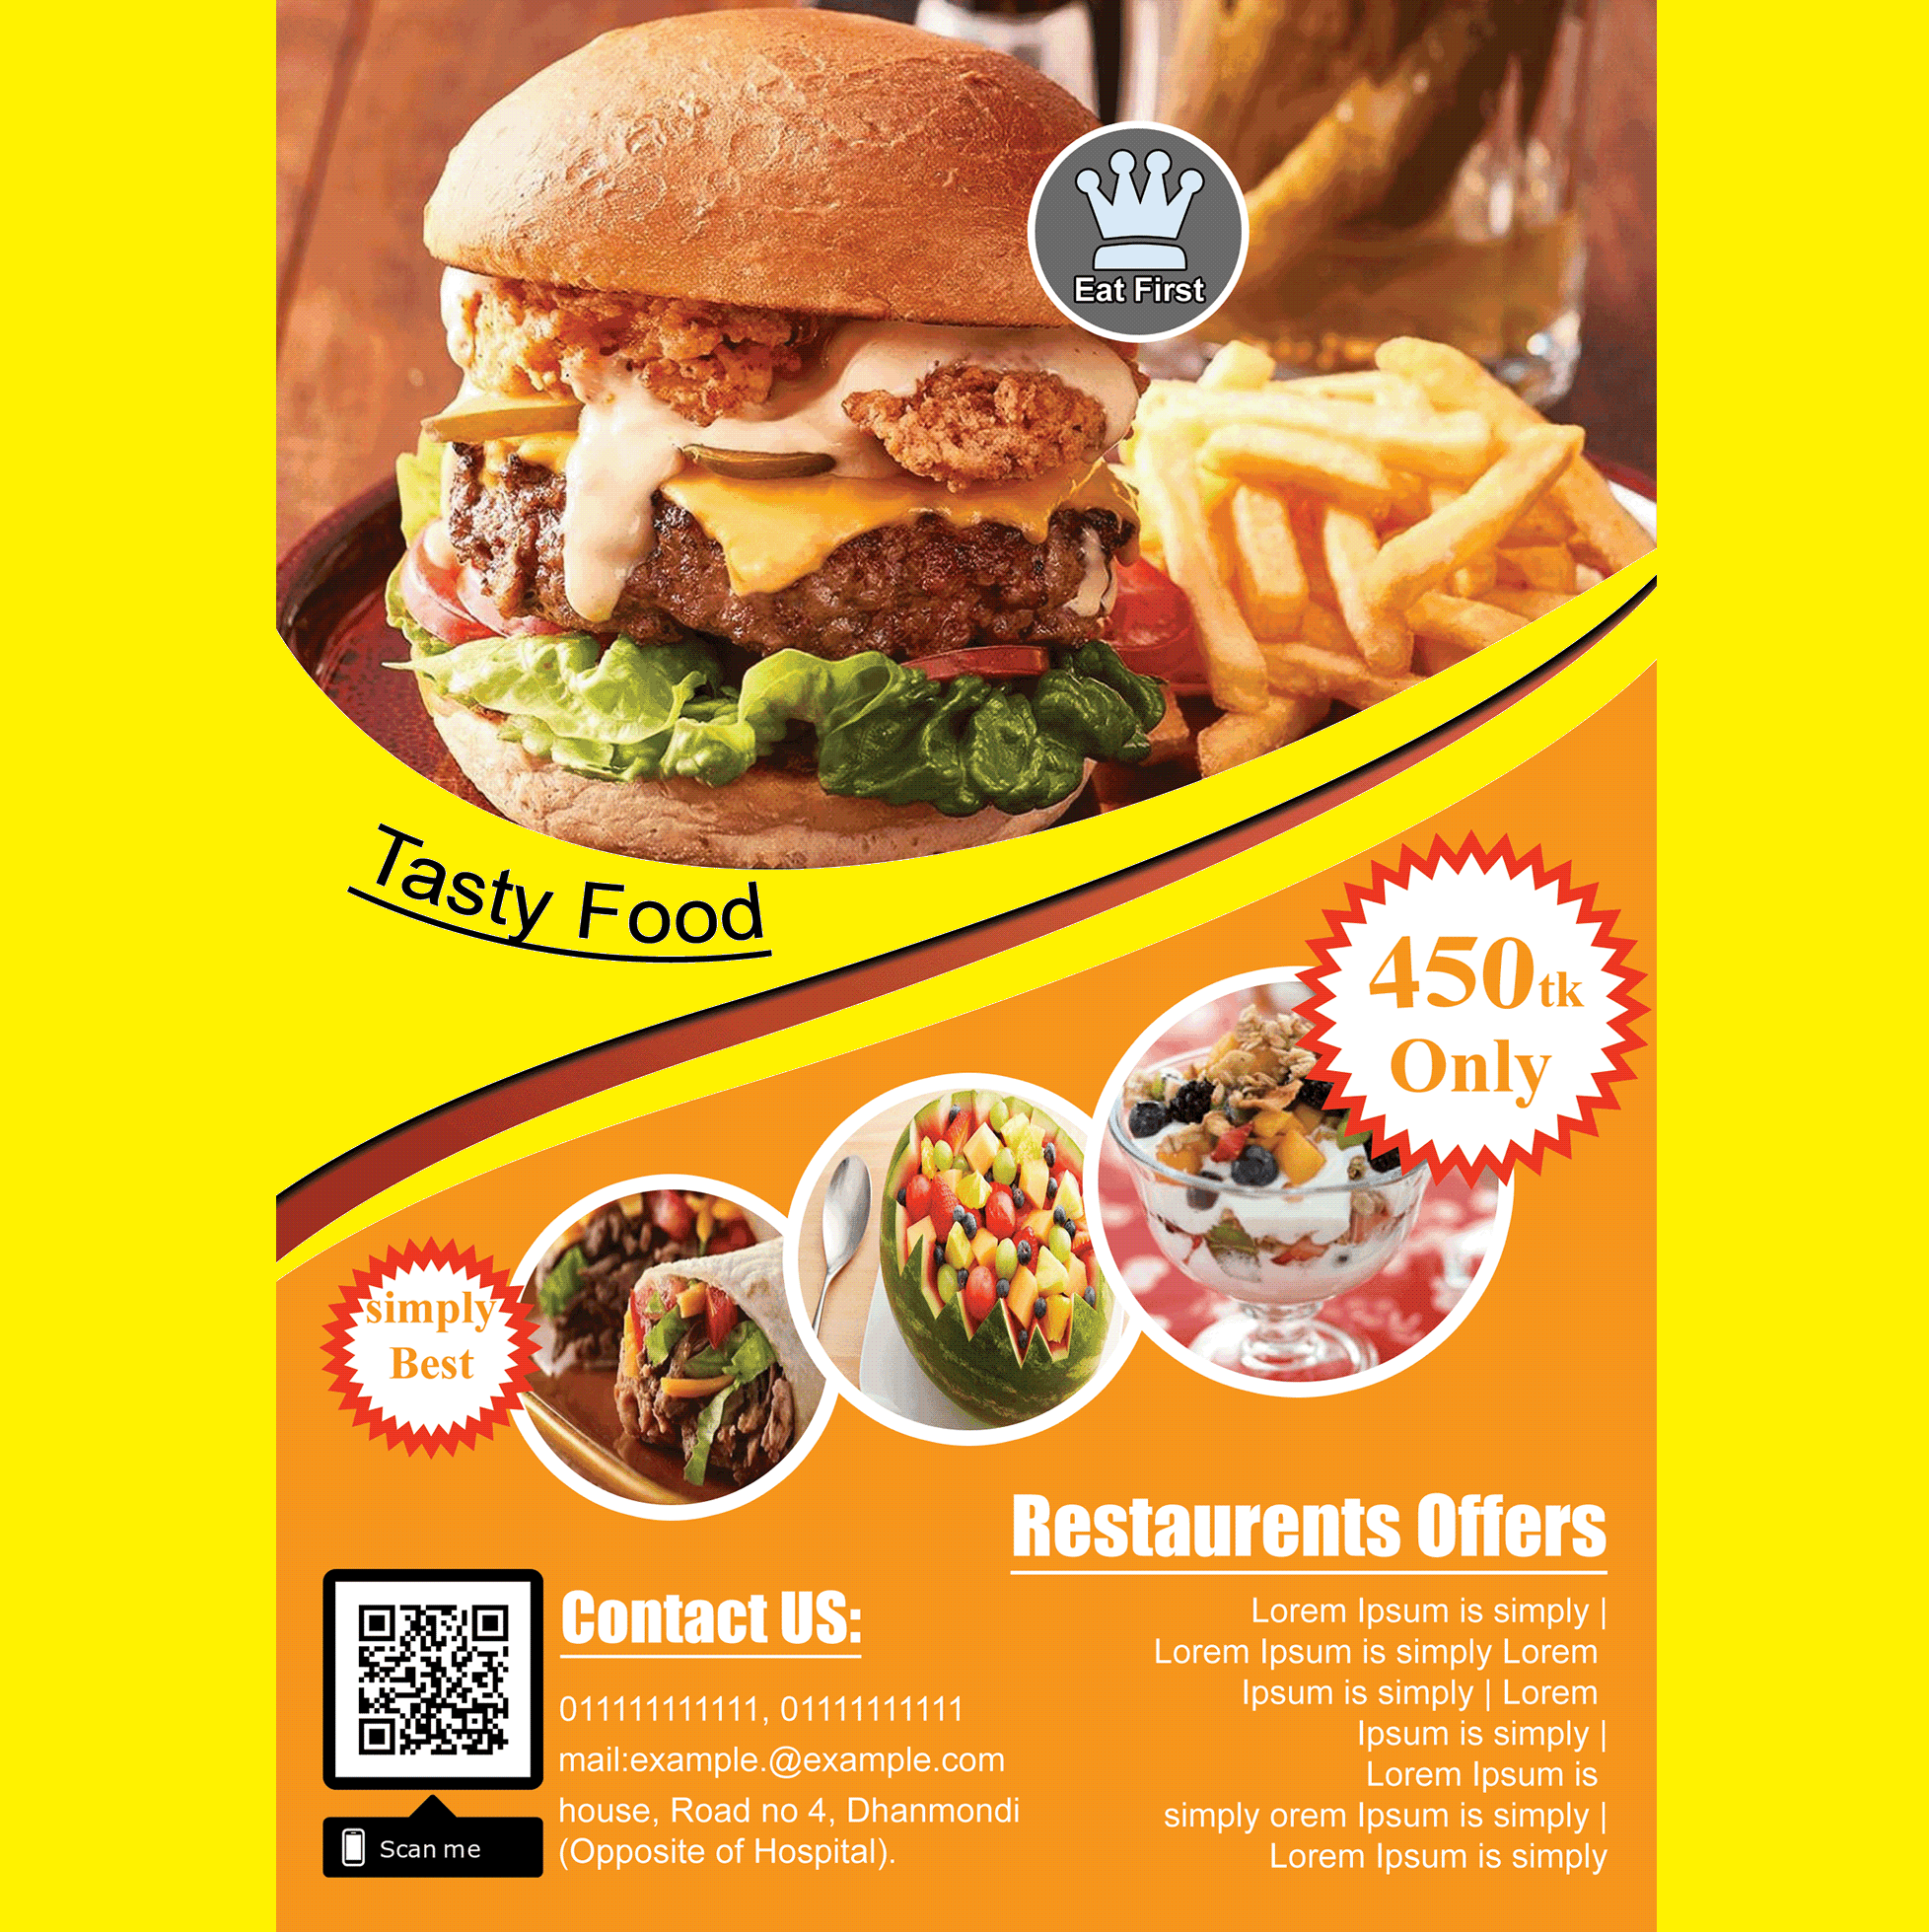 Eat First
Tasty Food
450tk
Only
simply
Best
Restaurents Offers
Lorem Ipsum is simply |
Lorem Ipsum is simply Lorem
Ipsum is simply | Lorem
Ipsum is simply |
Lorem Ipsum is
simply orem Ipsum is simply |
Lorem Ipsum is simply
Contact US:
011111111111, 01111111111
mail:example.@example.com
house, Road no 4, Dhanmondi
(Opposite of Hospital).
Scan me